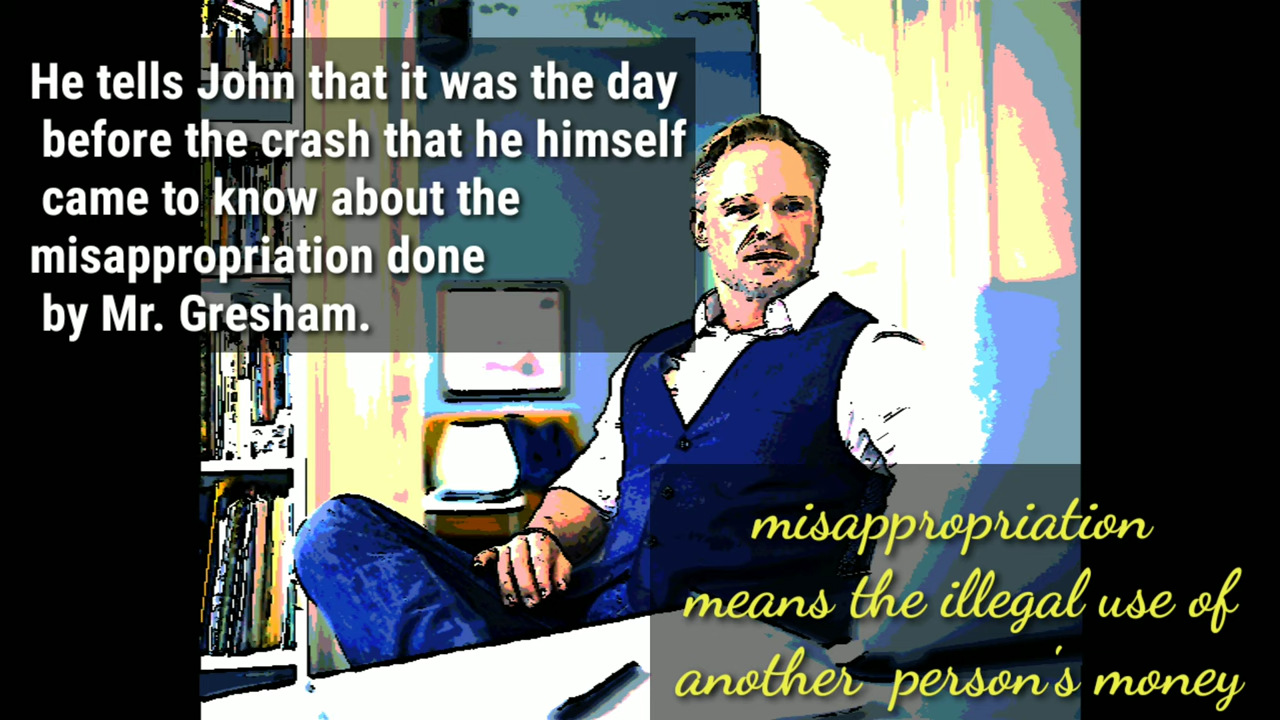 He tells John that it was the day
before the crash that he himself
came to know about the
misappropriation done
by Mr. Gresham.
misappropriation
means the illegal use of
another person's money